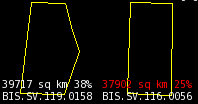 39717 sq km 38%
37902 sq km 25%
BIS.SV.119.0158
BIS.SV.116.0056